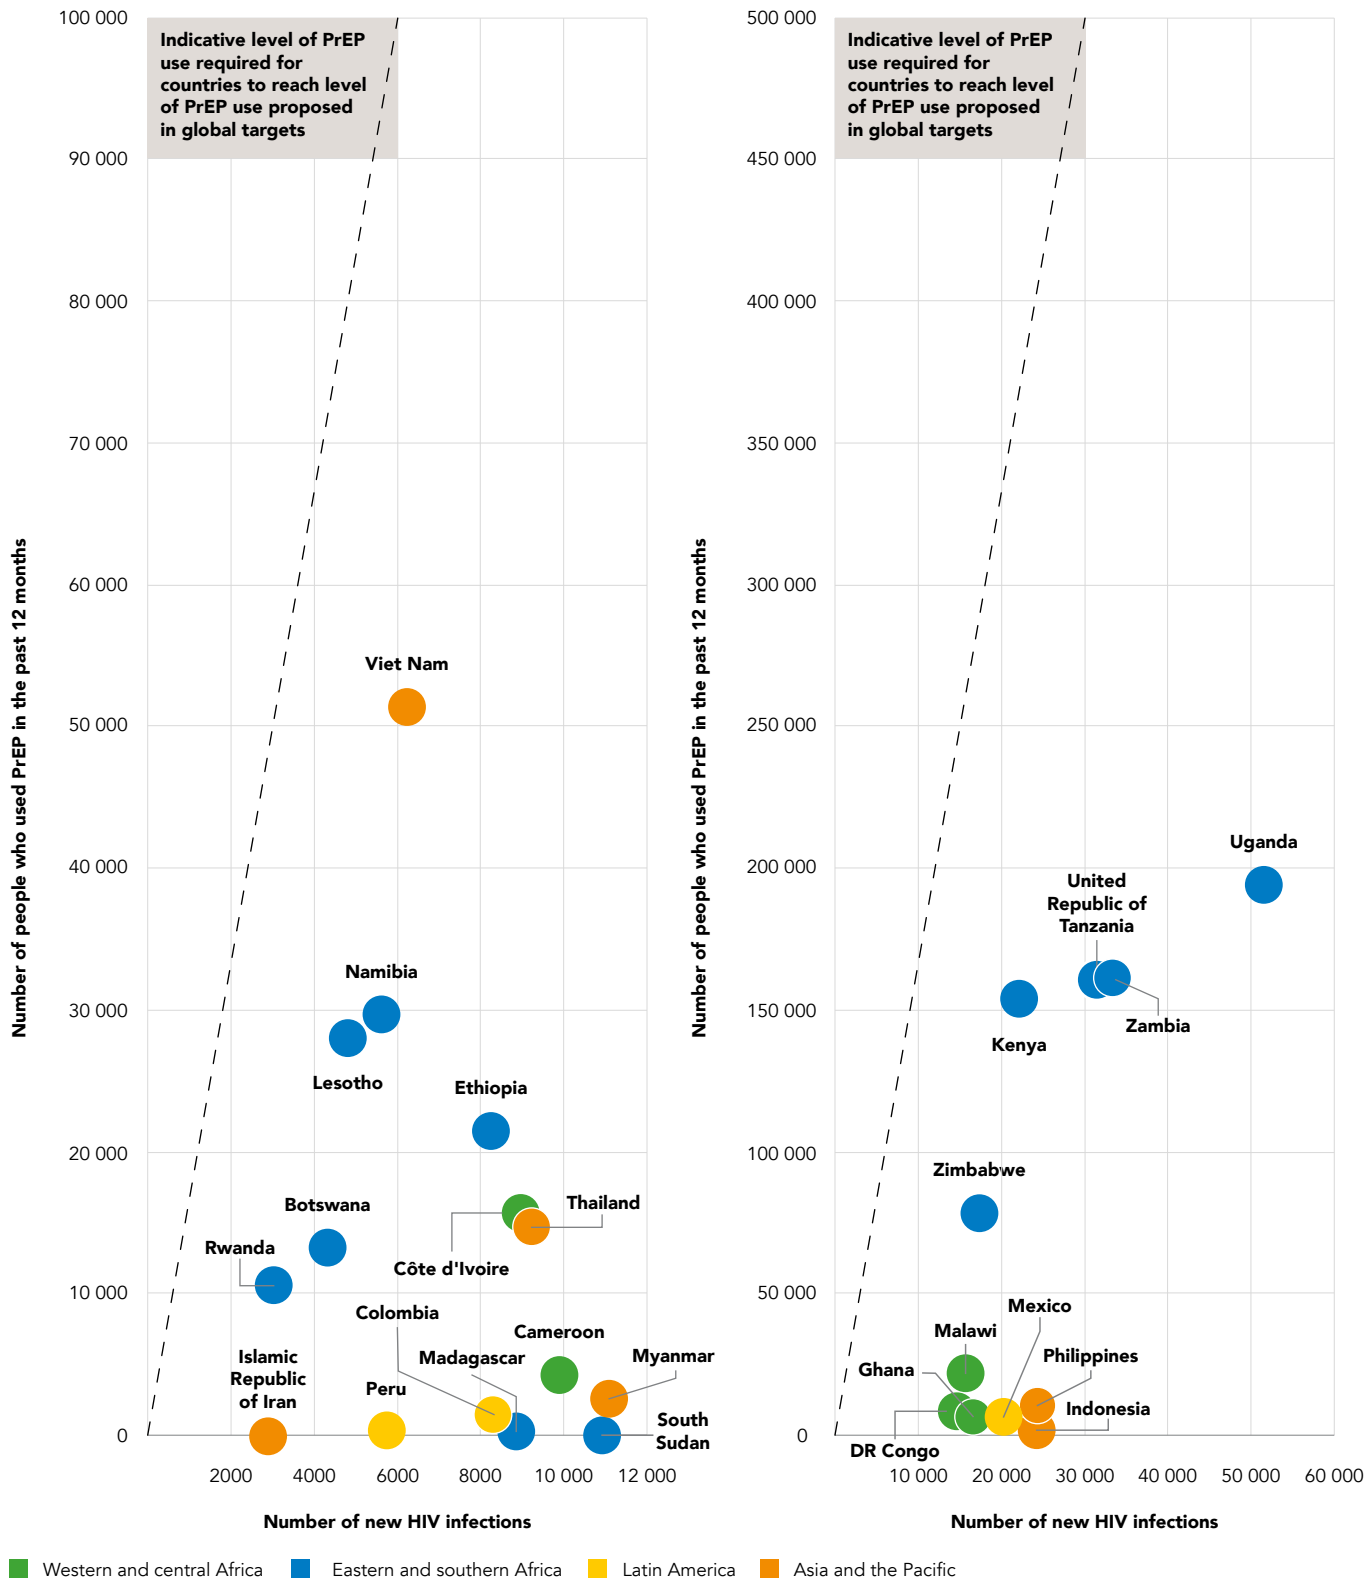 100 000
90 000
80 000
70 000
60 000
50 000
40 000
30 000
20 000
10 000
0
Number of people who used PrEP in the past 12 months
Indicative level of PrEP
use required for
countries to reach level
of PrEP use proposed
in global targets
Viet Nam
Namibia
Lesotho
Ethiopia
Botswana
Thailand
Rwanda
Côte d'Ivoire
Colombia
Cameroon
Madagascar
Myanmar
Islamic
Republic
of Iran
Peru
South
Sudan
2000
4000
6000
8000
10 000
12 000
Number of new HIV infections
500 000
450 000
400 000
350 000
300 000
250 000
200 000
150 000
100 000
50 000
0
Number of people who used PrEP in the past 12 months
Indicative level of PrEP
use required for
countries to reach level
of PrEP use proposed
in global targets
Uganda
United
Republic of
Tanzania
Zambia
Kenya
Zimbabwe
Mexico
Malawi
Philippines
Ghana
Indonesia
DR Congo
10 000
20 000
30 000
40 000
50 000
60 000
Number of new HIV infections
Western and central Africa
Eastern and southern Africa
Latin America
Asia and the Pacific